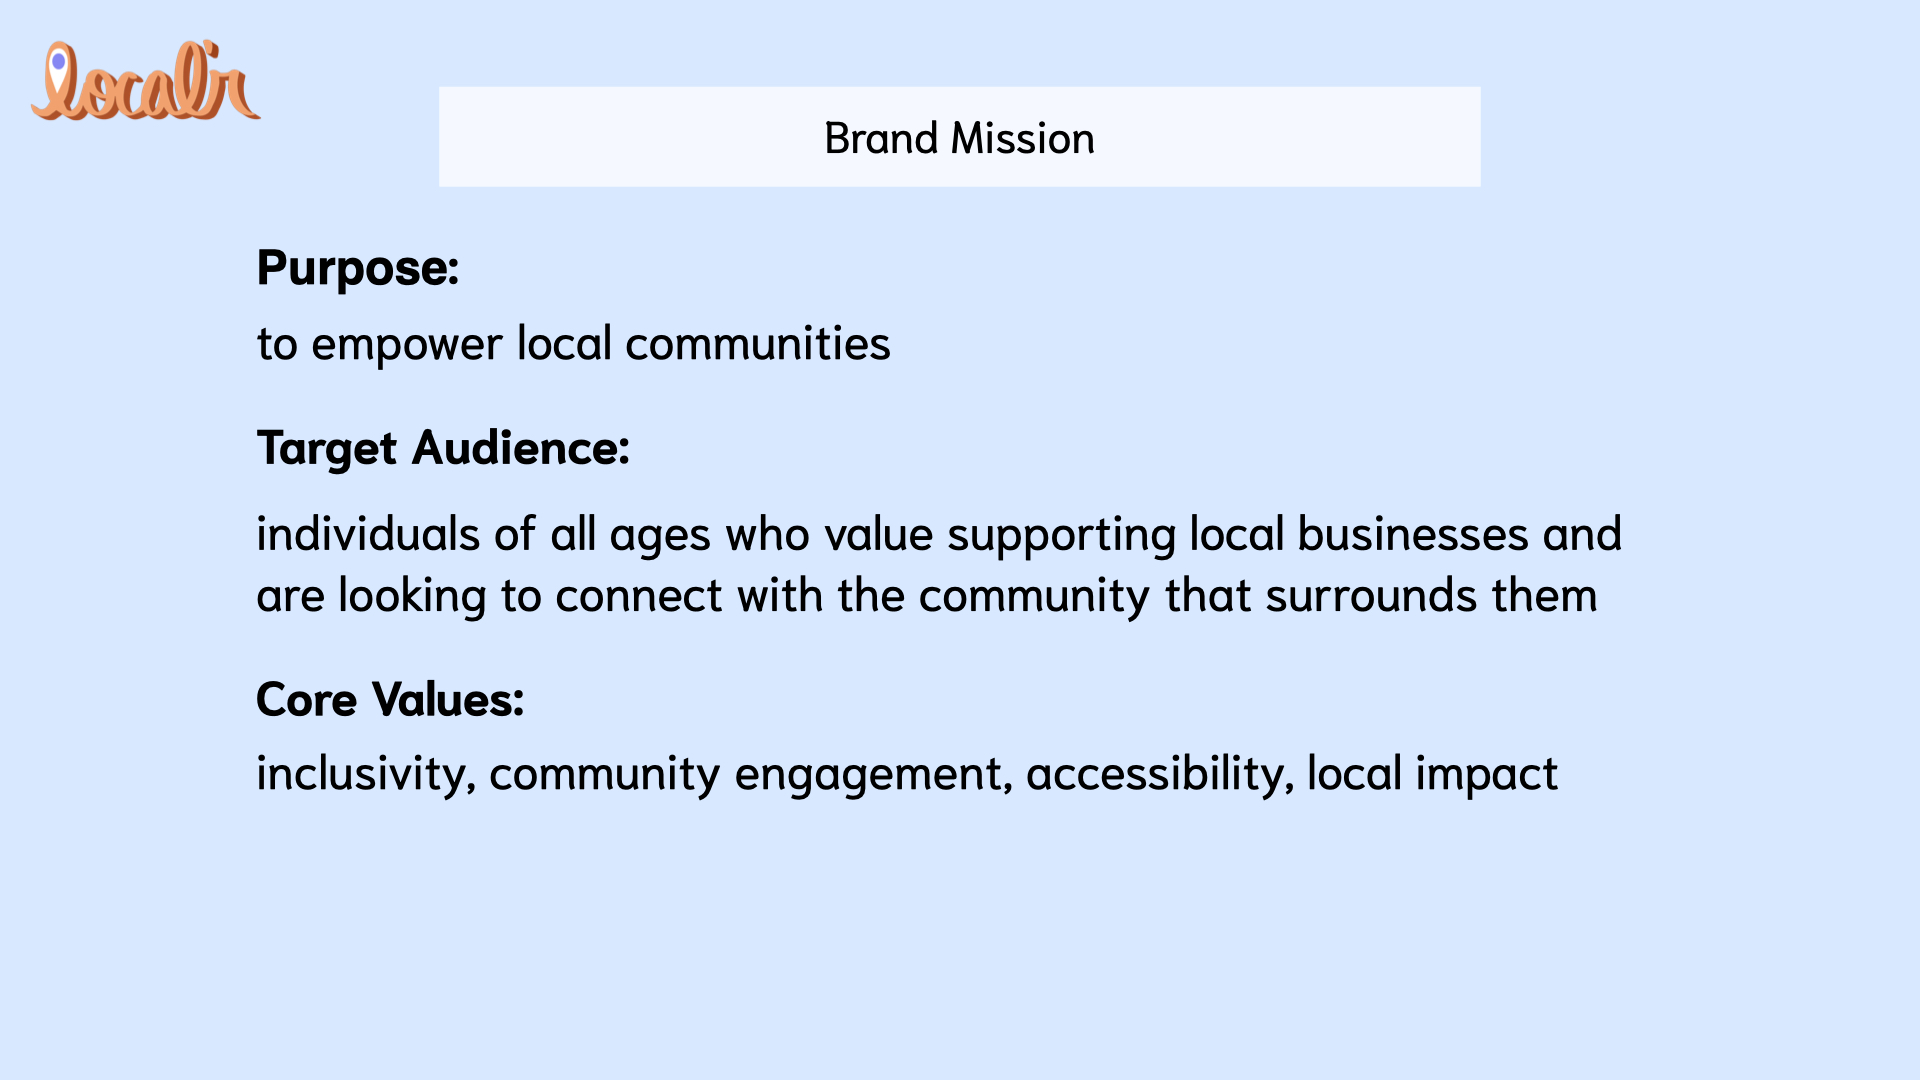 local'r
Brand Mission
Purpose:
to empower local communities
Target Audience:
individuals of all ages who value supporting local businesses and
are looking to connect with the community that surrounds them
Core Values:
inclusivity, community engagement, accessibility, local impact